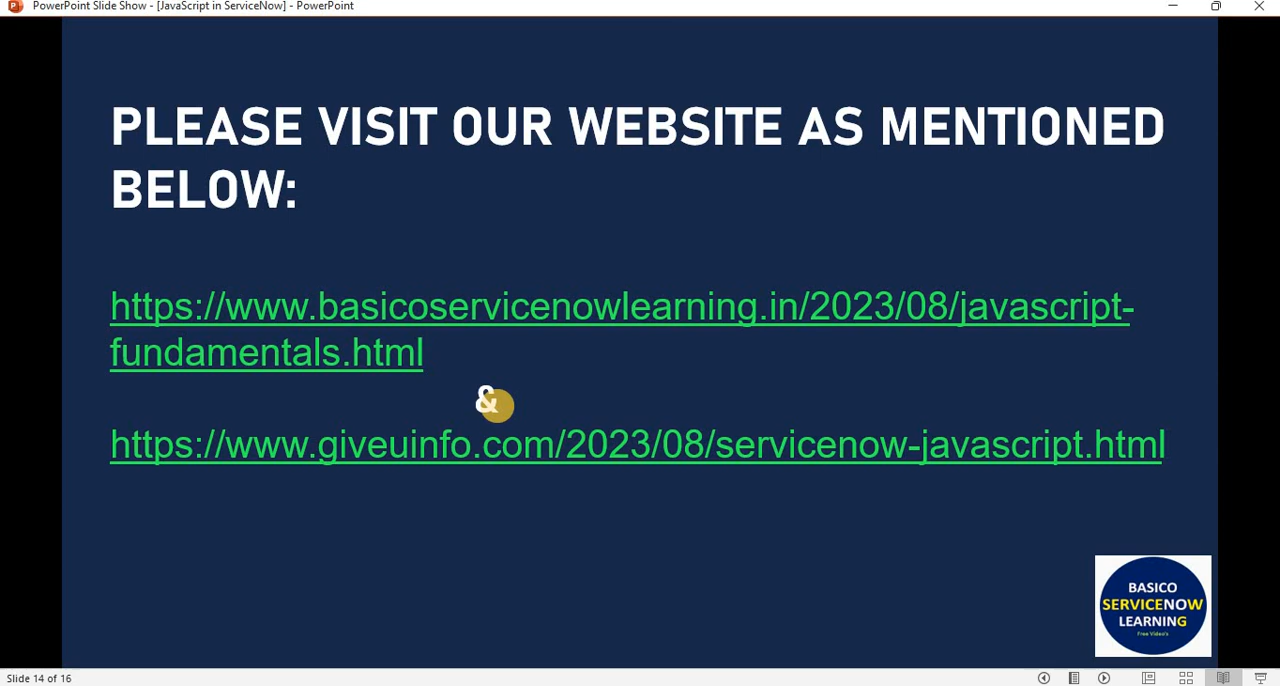 PowerPoint Slide Show - [JavaScript in ServiceNow] - PowerPoint
PLEASE VISIT OUR WEBSITE AS MENTIONED
BELOW:
https://www.basicoservicenowlearning.in/2023/08/javascript-
fundamentals.html
&
https://www.giveuinfo.com/2023/08/servicenow-javascript.html
BASICO
SERVICENOW
LEARNING
Free Video's
Slide 14 of 16